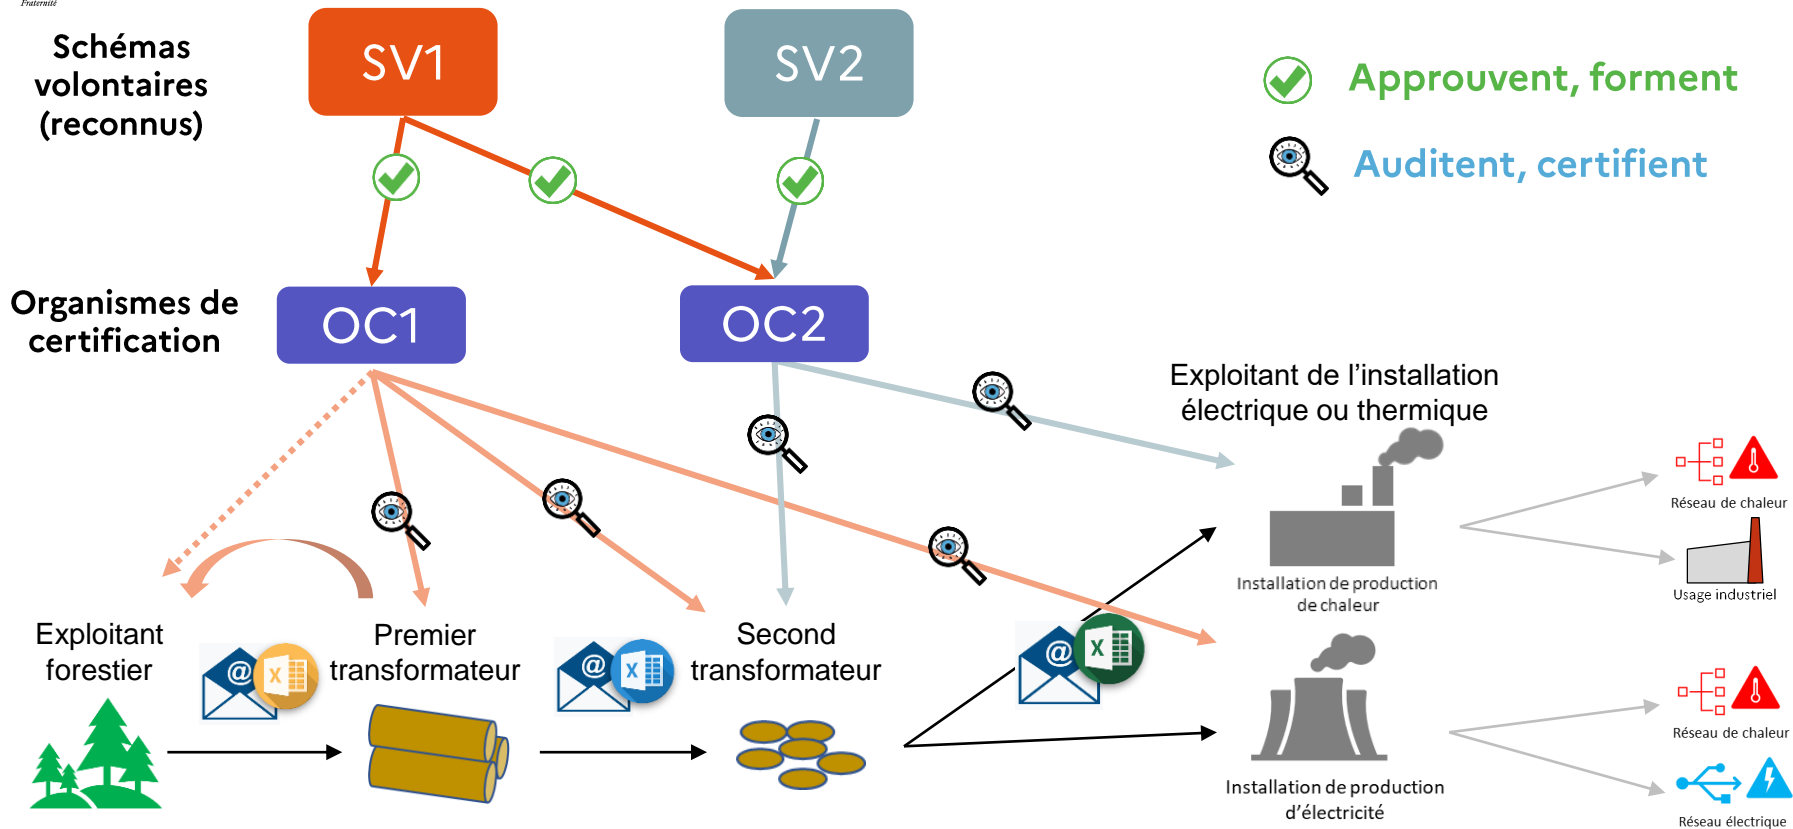 Fraternité
Schémas
volontaires
(reconnus)
SV1
SV2
Approuvent, forment
Auditent, certifient
Organismes de
certification
OC1
OC2
Exploitant de l’installation
électrique ou thermique
Réseau de chaleur
Installation de production
de chaleur
Usage industriel
Exploitant
forestier
@
X
Premier
transformateur
@
X
Second
transformateur
@
X
Réseau de chaleur
Installation de production
d’électricité
Réseau électrique